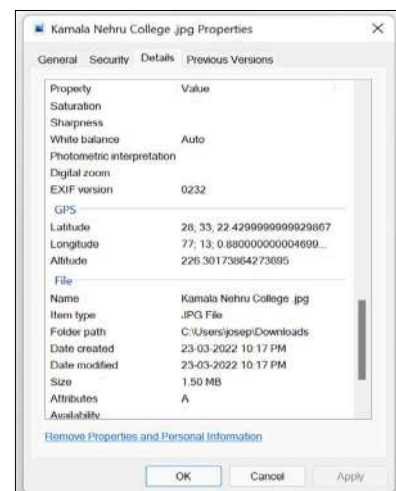 Kamala Nehru College .jpg Properties
General Security Details Previous Versions
Property Value
Saturation
Sharpness
White balance Auto
Photometric interpretation
Digital zoom
EXIF version 0232
GPS
Latitude 28; 33; 22.4299999999929867
Longitude 77; 13; 0.880000000004699...
Altitude 226.30173864273695
File
Name Kamala Nehru College .jpg
Item type JPG File
Folder path C:\Users\josep\Downloads
Date created 23-03-2022 10:17 PM
Date modified 23-03-2022 10:17 PM
Size 1.50 MB
Attributes A
Availability
Remove Properties and Personal Information
OK Cancel Apply